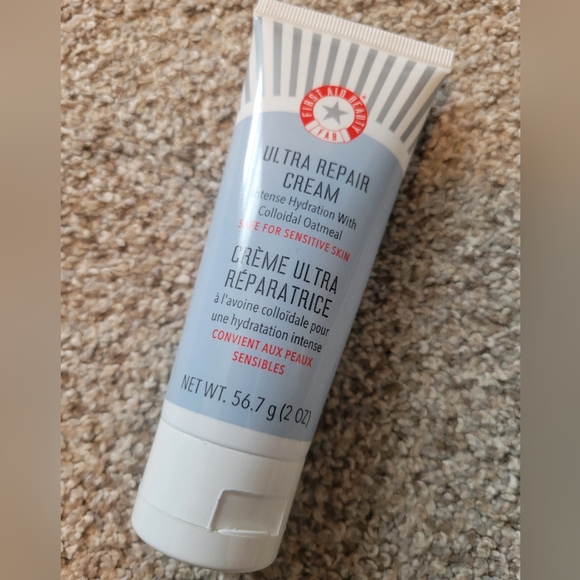 FIRST AID BEAUTY
FAB
ULTRA REPAIR
CREAM
Intense Hydration With
Colloidal Oatmeal
SAFE FOR SENSITIVE SKIN
CRÈME ULTRA
RÉPARATRICE
à l'avoine colloïdale pour
une hydratation intense
CONVIENT AUX PEAUX
SENSIBLES
NET WT. 56.7 g (2 OZ)